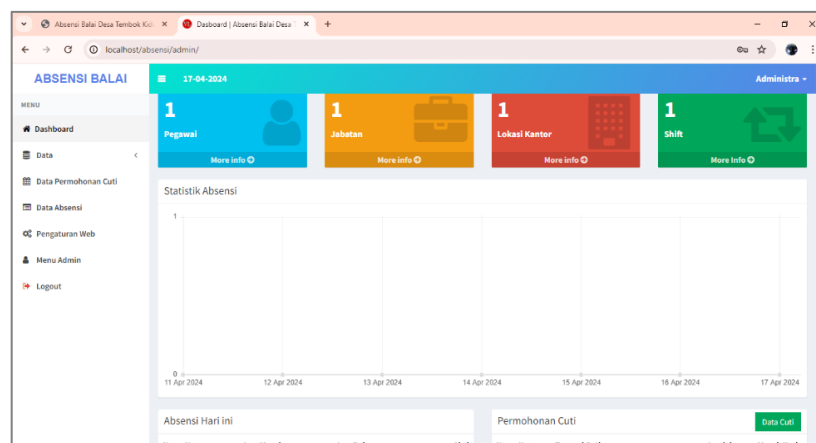 Absensi Balai Desa Tembok Kid
Dasboard | Absensi Balai Desa T
localhost/absensi/admin/
ABSENSI BALAI
17-04-2024
Administra
MENU
Dashboard
Data
Data Permohonan Cuti
Data Absensi
Pengaturan Web
Menu Admin
Logout
1
Pegawai
More info
1
Jabatan
More info
1
Lokasi Kantor
More info
1
Shift
More Info
Statistik Absensi
1
0
11 Apr 2024 12 Apr 2024 13 Apr 2024 14 Apr 2024 15 Apr 2024 16 Apr 2024 17 Apr 2024
Absensi Hari ini
Permohonan Cuti
Data Cuti